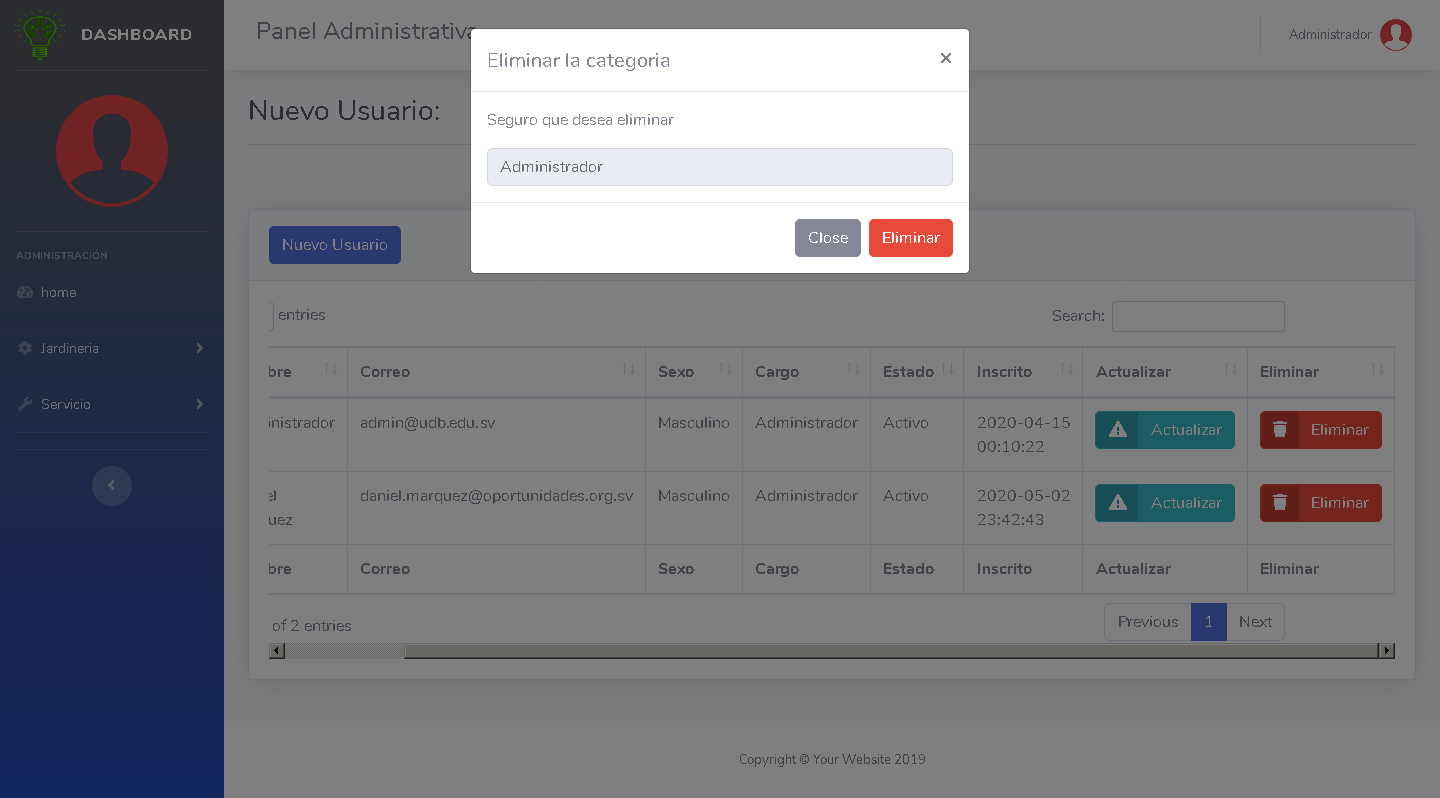 DASHBOARD
Panel Administrativa
Administrador
Eliminar la categoria
×
Seguro que desea eliminar
Administrador
Close
Eliminar
Nuevo Usuario:
ADMINISTRACIÓN
home
Jardineria
Servicio
Nuevo Usuario
entries
Search:
bre Correo Sexo Cargo Estado Inscrito Actualizar Eliminar
inistrador admin@udb.edu.sv Masculino Administrador Activo 2020-04-15 Actualizar Eliminar
00:10:22
el daniel.marquez@oportunidades.org.sv Masculino Administrador Activo 2020-05-02 Actualizar Eliminar
uez 23:42:43
bre Correo Sexo Cargo Estado Inscrito Actualizar Eliminar
of 2 entries
Previous 1 Next
Copyright © Your Website 2019